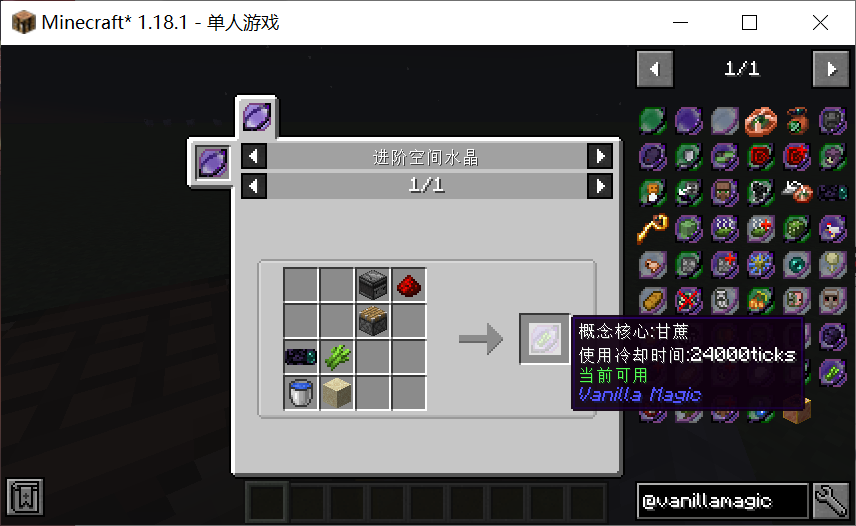 Minecraft* 1.18.1 - 单人游戏
1/1
进阶空间水晶
1/1
概念核心:甘蔗
使用冷却时间:24000ticks
当前可用
Vanilla Magic
@vanillamagic